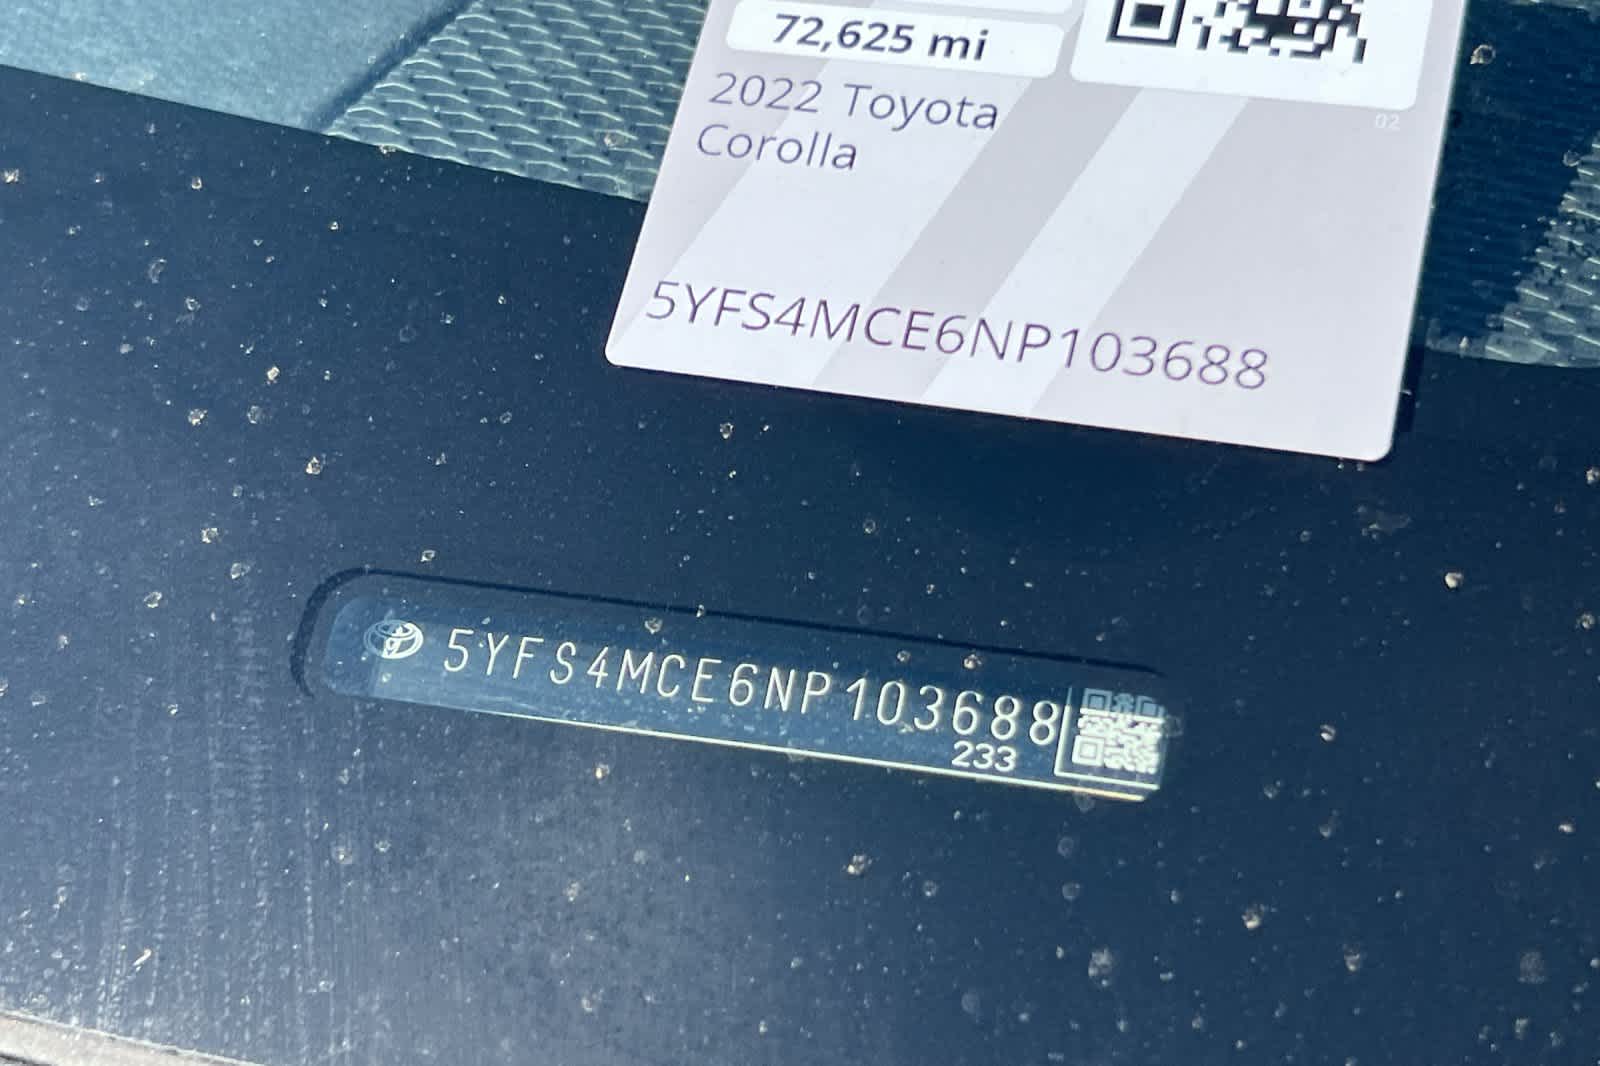 72,625 mi
2022 Toyota
Corolla
02
5YFS4MCE6NP103688
5YFS4MCE6NP103688
233